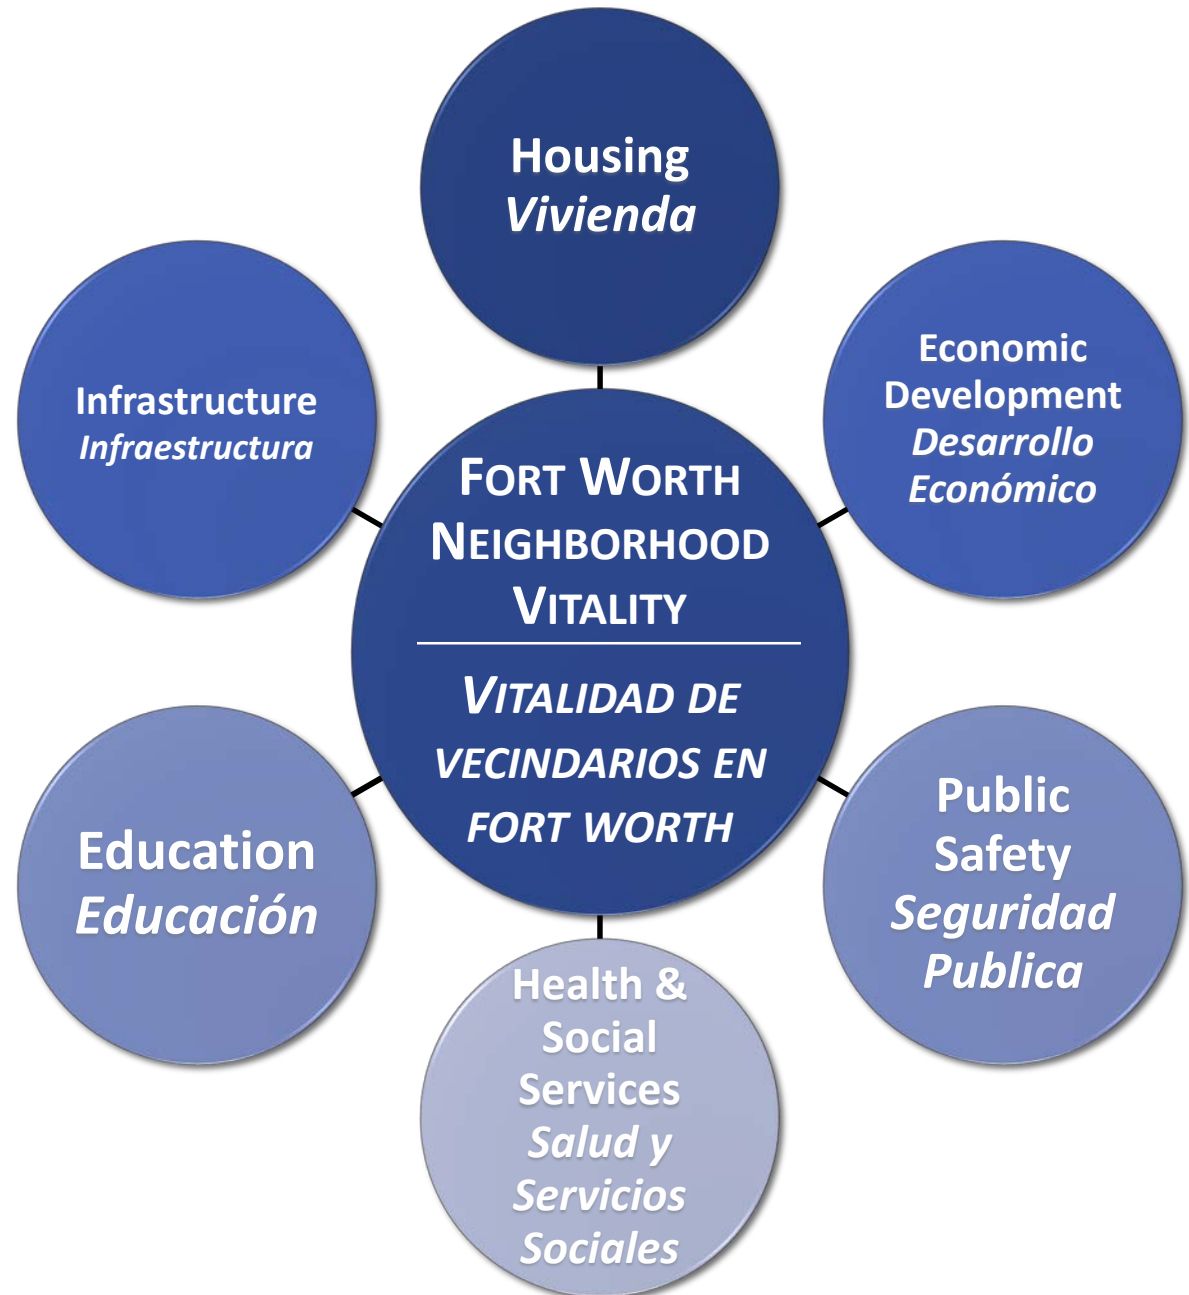 Housing
Vivienda
Infrastructure
Infraestructura
Economic
Development
Desarrollo
Económico
FORT WORTH
NEIGHBORHOOD
VITALITY
VITALIDAD DE
VECINDARIOS EN
FORT WORTH
Education
Educación
Public
Safety
Seguridad
Publica
Health &
Social
Services
Salud y
Servicios
Sociales